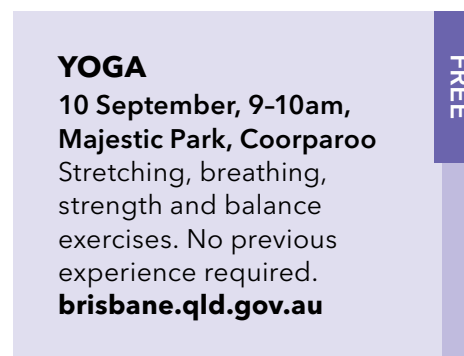 YOGA
10 September, 9–10am,
Majestic Park, Coorparoo
Stretching, breathing,
strength and balance
exercises. No previous
experience required.
brisbane.qld.gov.au
FREE